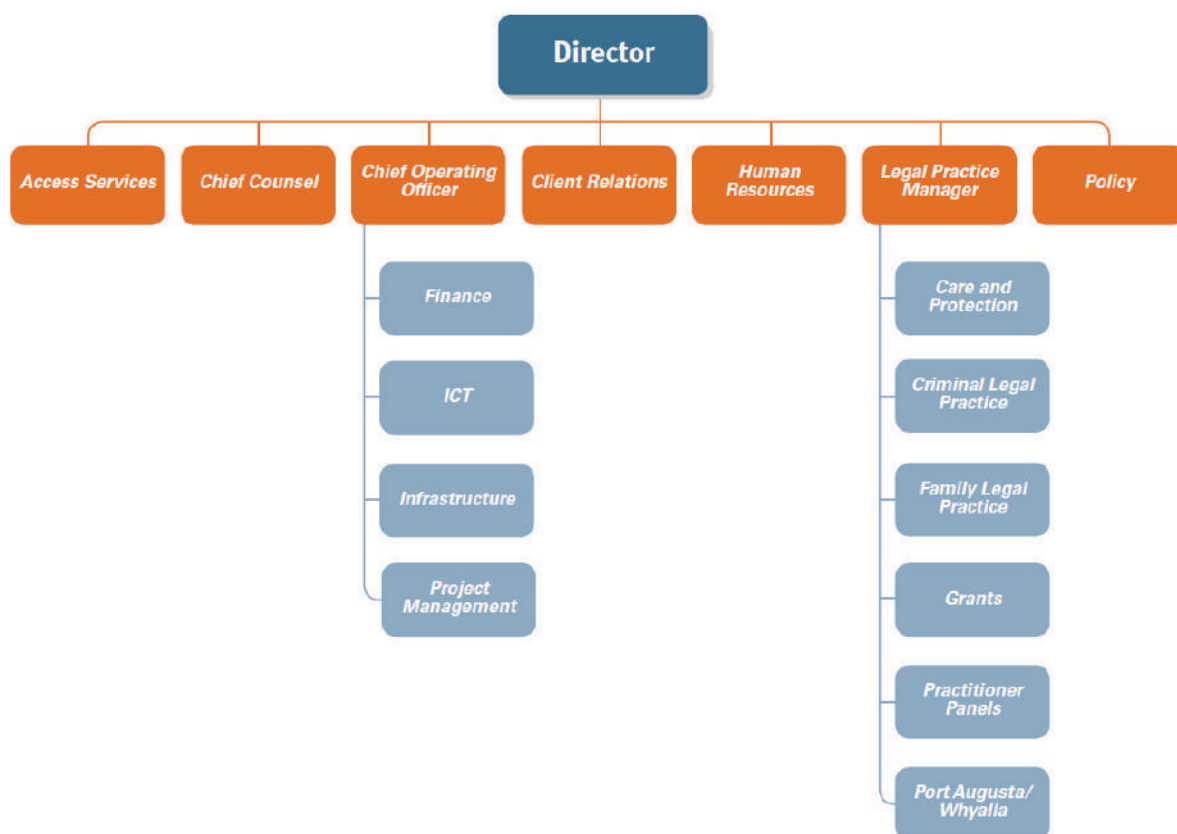 Director
Access Services
Chief Counsel
Chief Operating
Officer
Client Relations
Human
Resources
Legal Practice
Manager
Policy
Finance
ICT
Infrastructure
Project
Management
Care and
Protection
Criminal Legal
Practice
Family Legal
Practice
Grants
Practitioner
Panels
Port Augusta/
Whyalla